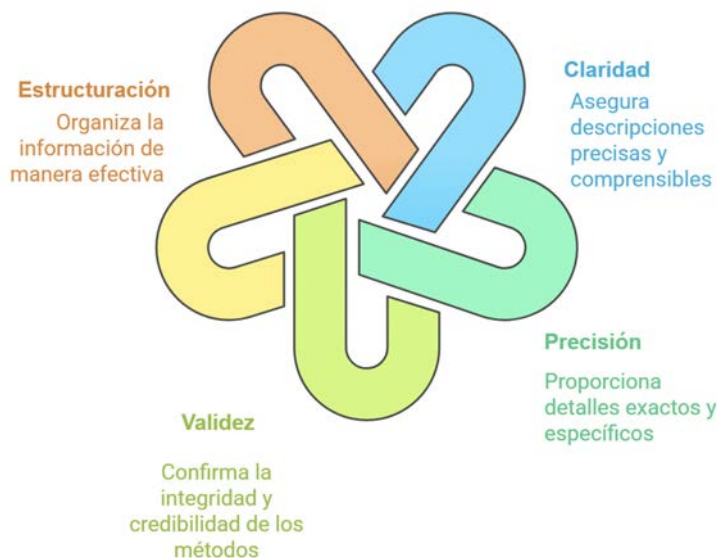 Estructuración
Organiza la
información de
manera efectiva
Claridad
Asegura
descripciones
precisas y
comprensibles
Precisión
Proporciona
detalles exactos y
específicos
Validez
Confirma la
integridad y
credibilidad de los
métodos